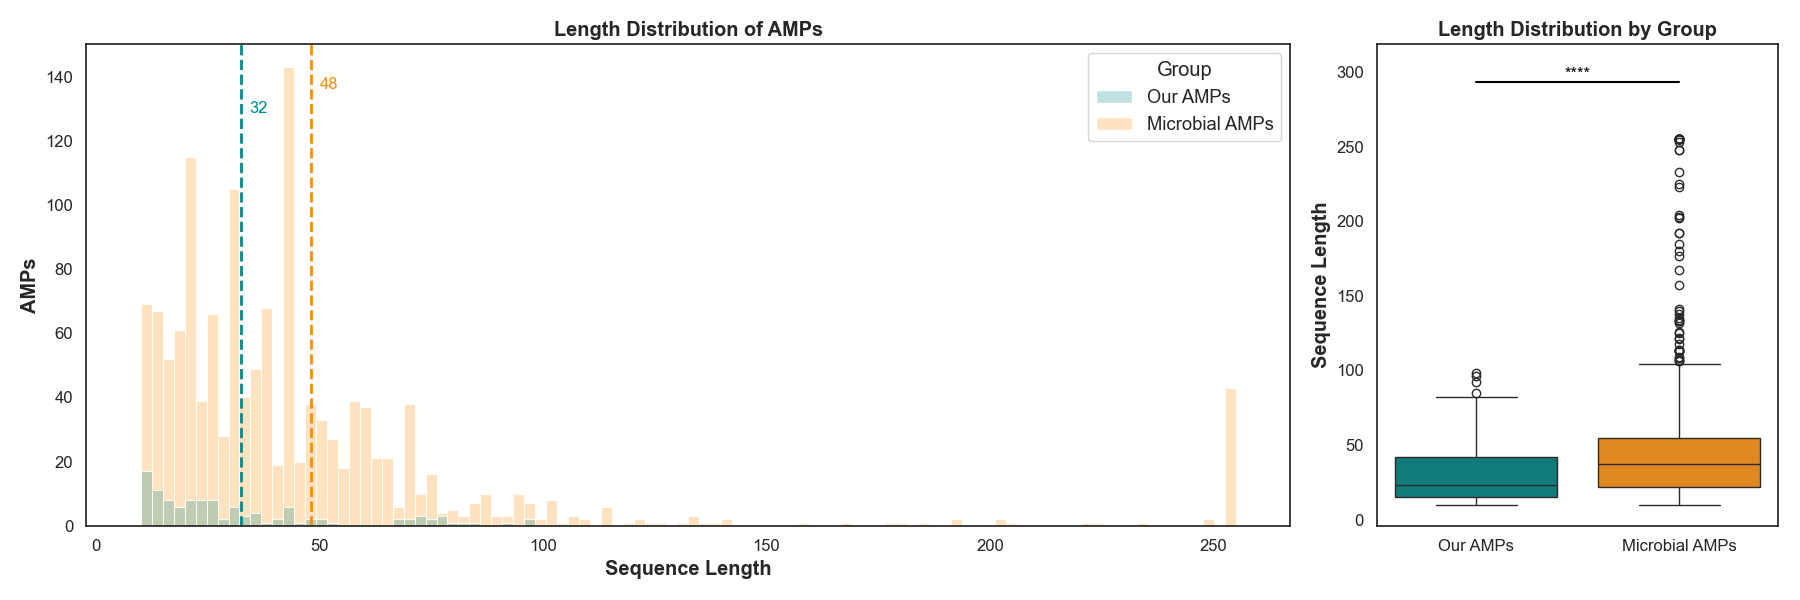 Length Distribution of AMPs
AMPs
140
120
100
80
60
40
20
0
32
48
Group
Our AMPs
Microbial AMPs
0
50
100
150
200
250
Sequence Length
Length Distribution by Group
Sequence Length
300
250
200
150
100
50
0
****
Our AMPs
Microbial AMPs